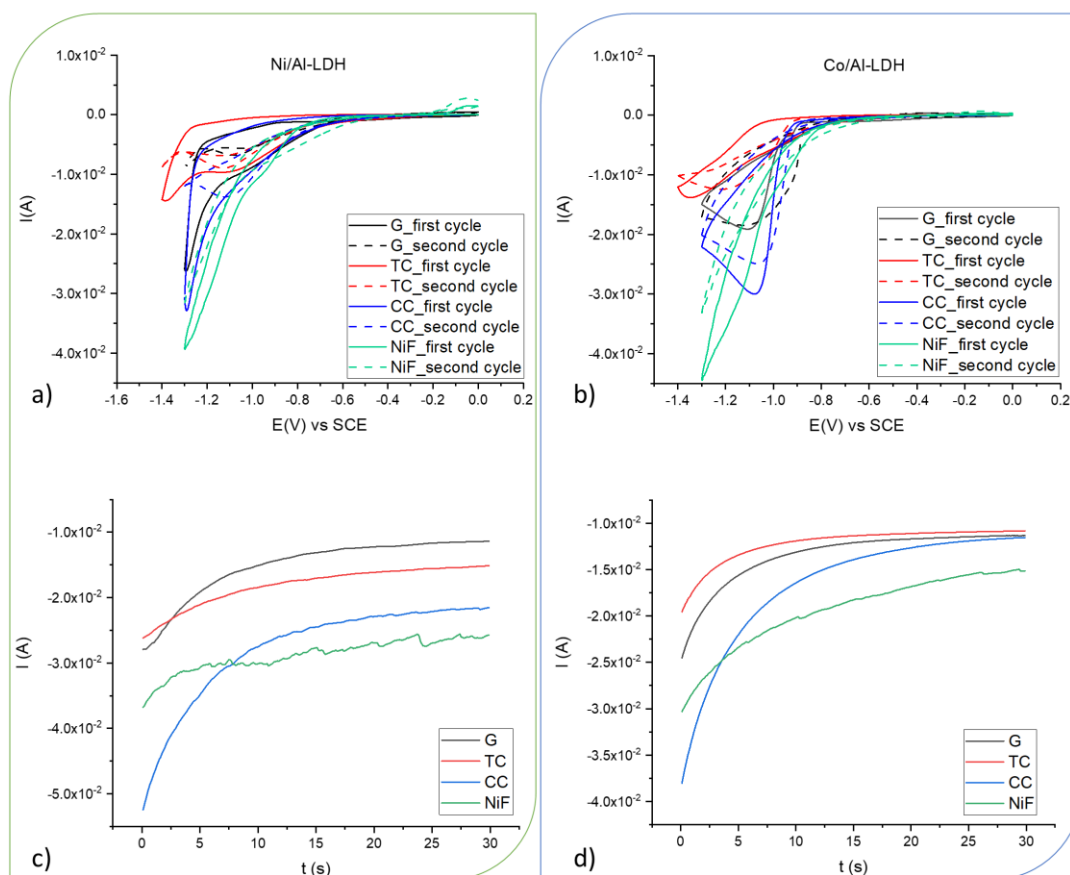 Ni/Al-LDH
1.0x10⁻²
0.0
-1.0x10⁻²
-2.0x10⁻²
-3.0x10⁻²
-4.0x10⁻²
I(A)
G_first cycle
G_second cycle
TC_first cycle
TC_second cycle
CC_first cycle
CC_second cycle
NiF_first cycle
NiF_second cycle
a)
-1.6 -1.4 -1.2 -1.0 -0.8 -0.6 -0.4 -0.2 0.0
E(V) vs SCE
Co/Al-LDH
1.0x10⁻²
0.0
-1.0x10⁻²
-2.0x10⁻²
-3.0x10⁻²
-4.0x10⁻²
I(A)
G_first cycle
G_second cycle
TC_first cycle
TC_second cycle
CC_first cycle
CC_second cycle
NiF_first cycle
NiF_second cycle
b)
-1.6 -1.4 -1.2 -1.0 -0.8 -0.6 -0.4 -0.2 0.0 0.2
E(V) vs SCE
-1.0x10⁻²
-2.0x10⁻²
-3.0x10⁻²
-4.0x10⁻²
-5.0x10⁻²
I (A)
G
TC
CC
NiF
c)
0 5 10 15 20 25 30
t (s)
-1.0x10⁻²
-1.5x10⁻²
-2.0x10⁻²
-2.5x10⁻²
-3.0x10⁻²
-3.5x10⁻²
-4.0x10⁻²
I (A)
G
TC
CC
NiF
d)
0 5 10 15 20 25 30
t (s)